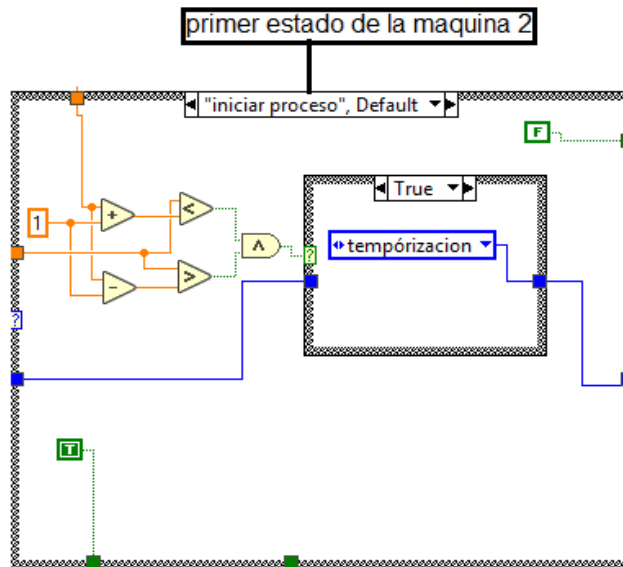 primer estado de la maquina 2
"iniciar proceso", Default
F
True
1
+
<
∧
?
tempórizacion
>
-
?
T